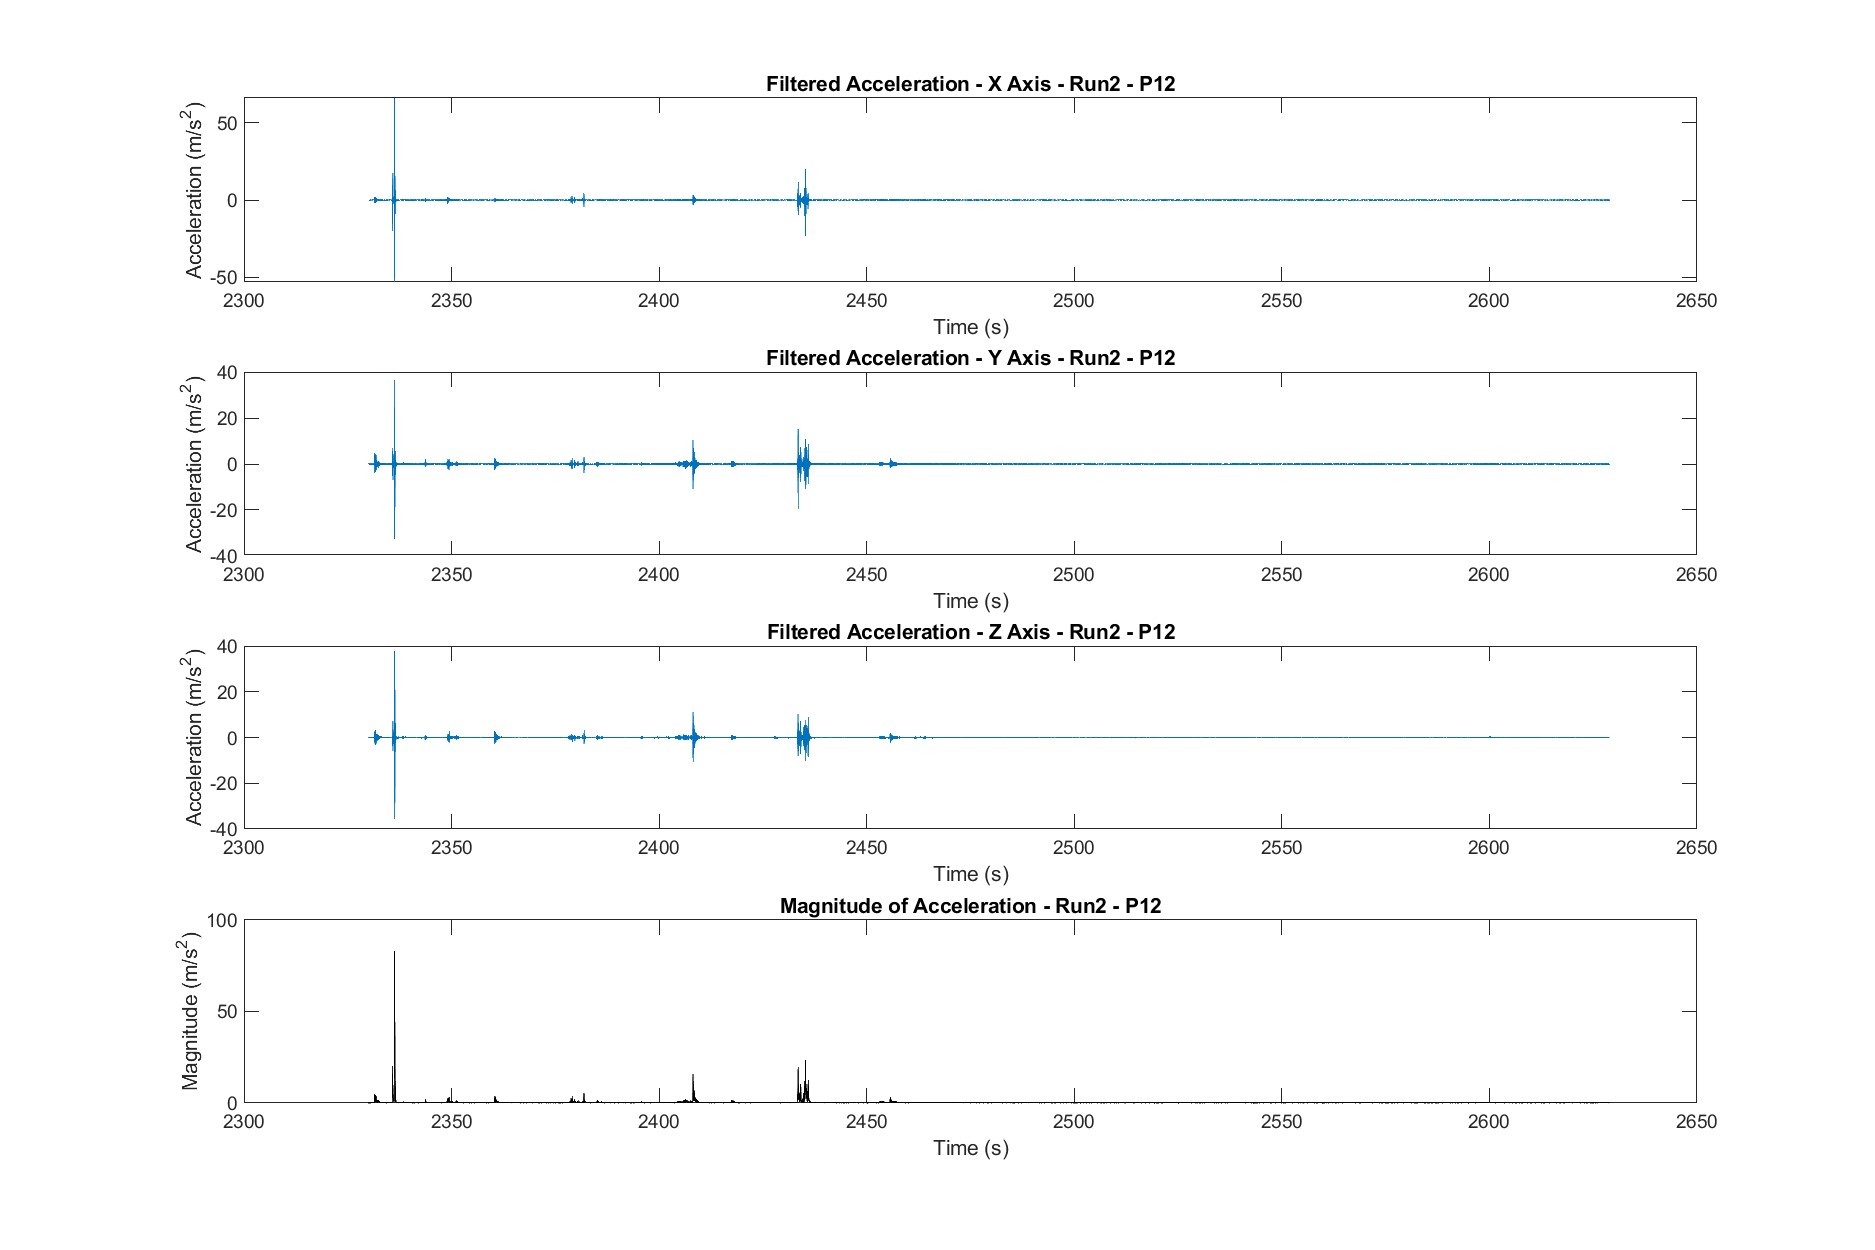 Filtered Acceleration - X Axis - Run2 - P12
Acceleration (m/s²)
50
0
-50
2300 2350 2400 2450 2500 2550 2600 2650
Time (s)
Filtered Acceleration - Y Axis - Run2 - P12
Acceleration (m/s²)
40
20
0
-20
-40
2300 2350 2400 2450 2500 2550 2600 2650
Time (s)
Filtered Acceleration - Z Axis - Run2 - P12
Acceleration (m/s²)
40
20
0
-20
-40
2300 2350 2400 2450 2500 2550 2600 2650
Time (s)
Magnitude of Acceleration - Run2 - P12
Magnitude (m/s²)
100
50
0
2300 2350 2400 2450 2500 2550 2600 2650
Time (s)